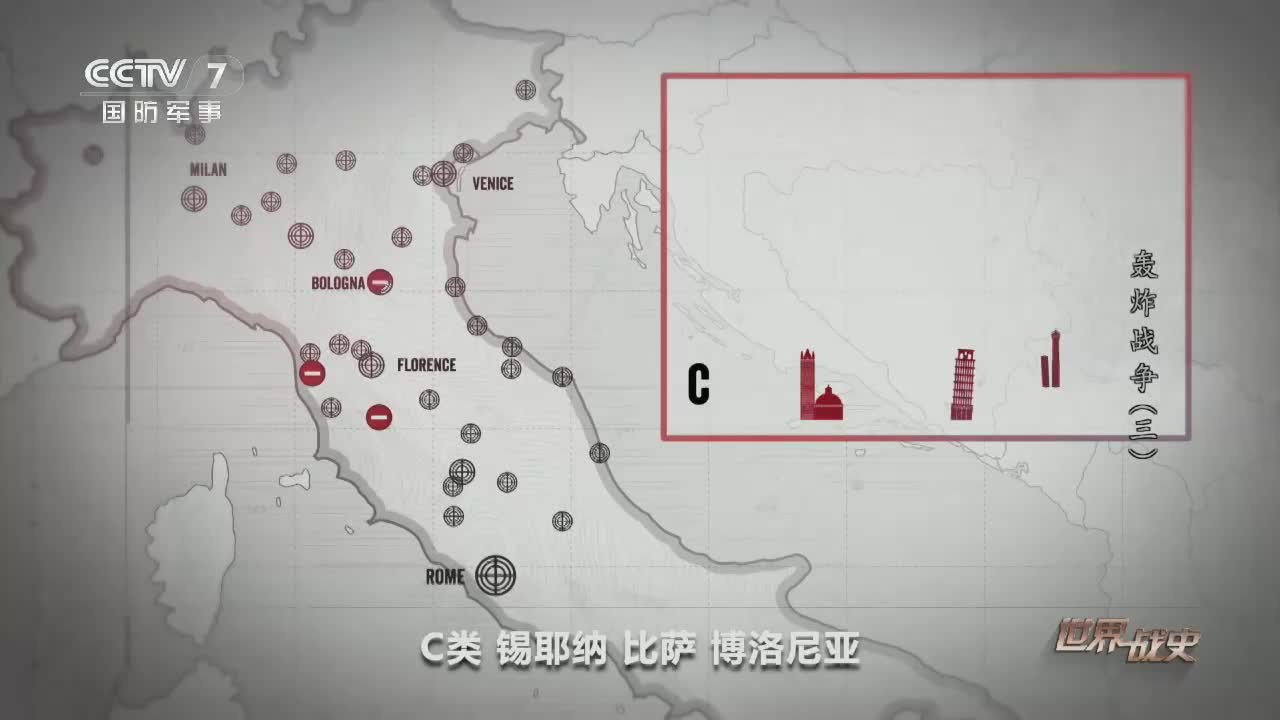 CCTV 7
国防军事
MILAN
VENICE
BOLOGNA
FLORENCE
ROME
C
轰炸战争(三)
C类 锡耶纳 比萨 博洛尼亚
世界战史